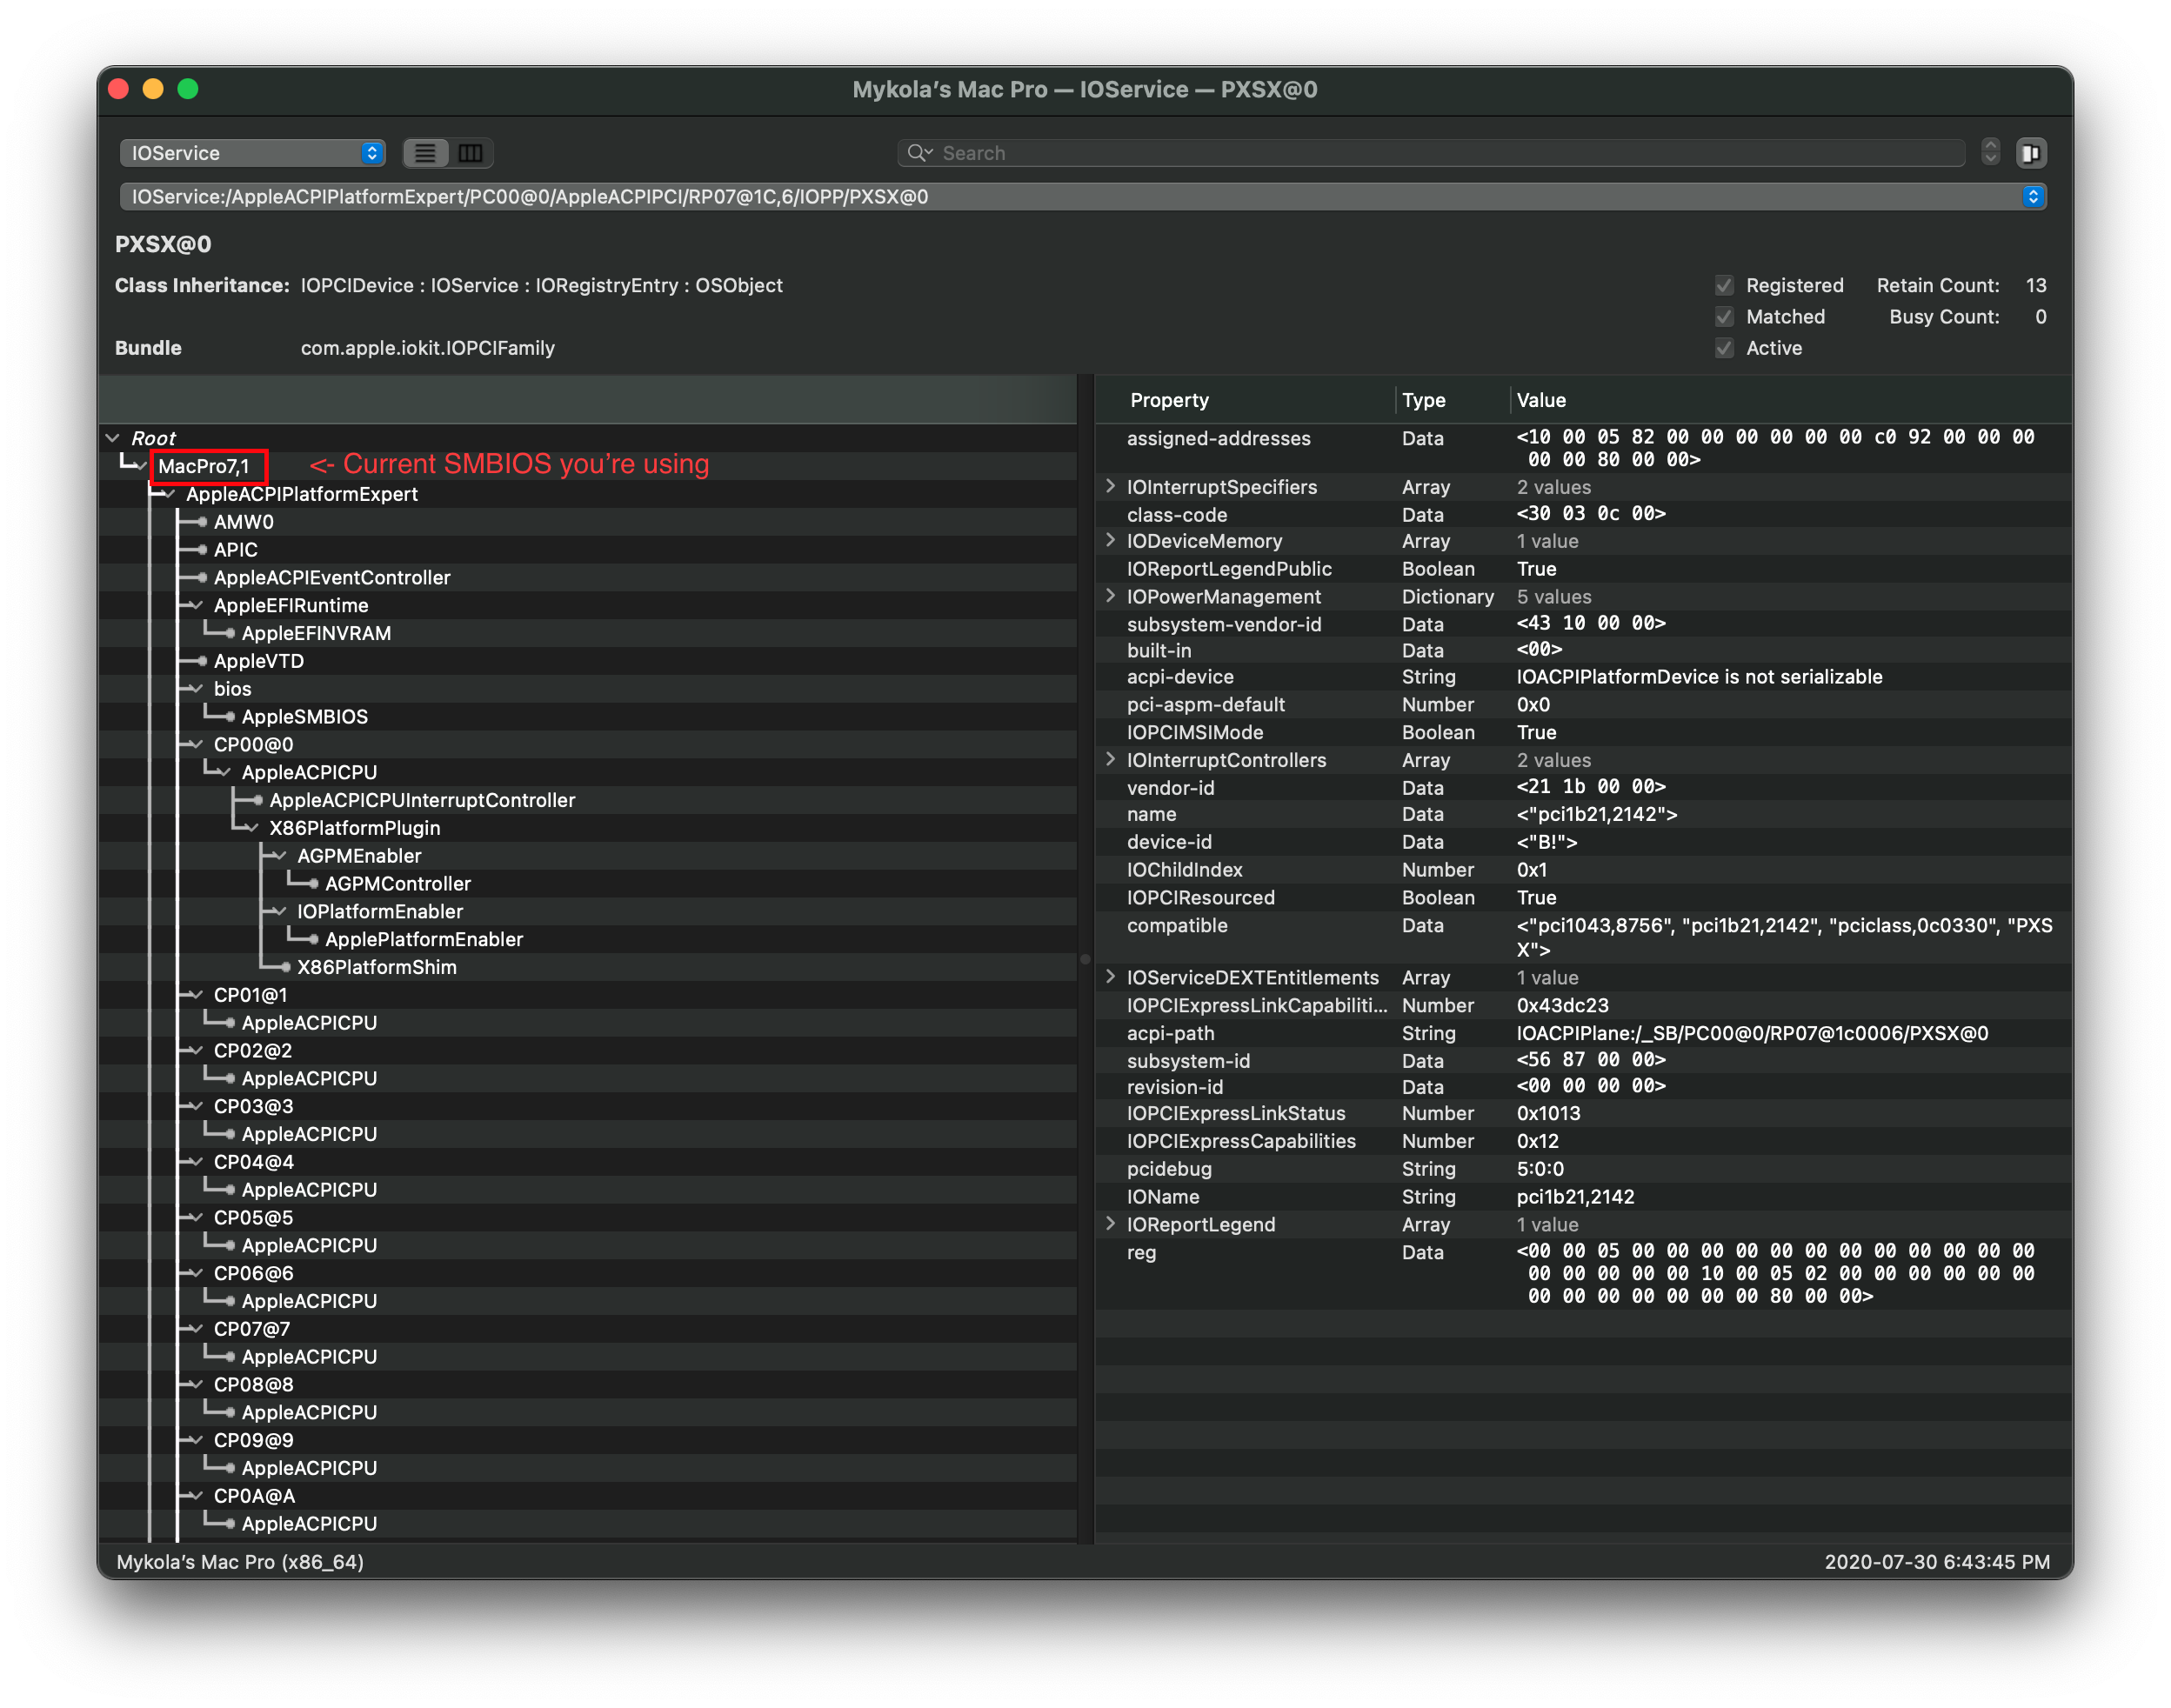 Mykola’s Mac Pro — IOService — PXSX@0
IOService
Search
IOService:/AppleACPIPlatformExpert/PC00@0/AppleACPIPCI/RP07@1C,6/IOPP/PXSX@0
PXSX@0
Class Inheritance: IOPCIDevice : IOService : IORegistryEntry : OSObject
Registered Retain Count: 13
Matched Busy Count: 0
Bundle com.apple.iokit.IOPCIFamily
Active
Root
MacPro7,1 <- Current SMBIOS you’re using
AppleACPIPlatformExpert
AMW0
APIC
AppleACPIEventController
AppleEFIRuntime
AppleEFINVRAM
AppleVTD
bios
AppleSMBIOS
CP00@0
AppleACPICPU
AppleACPICPUInterruptController
X86PlatformPlugin
AGPMEnabler
AGPMController
IOPlatformEnabler
ApplePlatformEnabler
X86PlatformShim
CP01@1
AppleACPICPU
CP02@2
AppleACPICPU
CP03@3
AppleACPICPU
CP04@4
AppleACPICPU
CP05@5
AppleACPICPU
CP06@6
AppleACPICPU
CP07@7
AppleACPICPU
CP08@8
AppleACPICPU
CP09@9
AppleACPICPU
CP0A@A
AppleACPICPU
Property Type Value
assigned-addresses Data <10 00 05 82 00 00 00 00 00 00 c0 92 00 00 00
00 00 80 00 00>
IOInterruptSpecifiers Array 2 values
class-code Data <30 03 0c 00>
IODeviceMemory Array 1 value
IOReportLegendPublic Boolean True
IOPowerManagement Dictionary 5 values
subsystem-vendor-id Data <43 10 00 00>
built-in Data <00>
acpi-device String IOACPIPlatformDevice is not serializable
pci-aspm-default Number 0x0
IOPCIMSIMode Boolean True
IOInterruptControllers Array 2 values
vendor-id Data <21 1b 00 00>
name Data <"pci1b21,2142">
device-id Data <"B!">
IOChildIndex Number 0x1
IOPCIResourced Boolean True
compatible Data <"pci1043,8756", "pci1b21,2142", "pciclass,0c0330", "PXS
X">
IOServiceDEXTEntitlements Array 1 value
IOPCIExpressLinkCapabiliti... Number 0x43dc23
acpi-path String IOACPIPlane:/_SB/PC00@0/RP07@1c0006/PXSX@0
subsystem-id Data <56 87 00 00>
revision-id Data <00 00 00 00>
IOPCIExpressLinkStatus Number 0x1013
IOPCIExpressCapabilities Number 0x12
pcidebug String 5:0:0
IOName String pci1b21,2142
IOReportLegend Array 1 value
reg Data <00 00 05 00 00 00 00 00 00 00 00 00 00 00 00
00 00 00 00 00 10 00 05 02 00 00 00 00 00 00
00 00 00 00 00 00 00 80 00 00>
Mykola’s Mac Pro (x86_64)
2020-07-30 6:43:45 PM